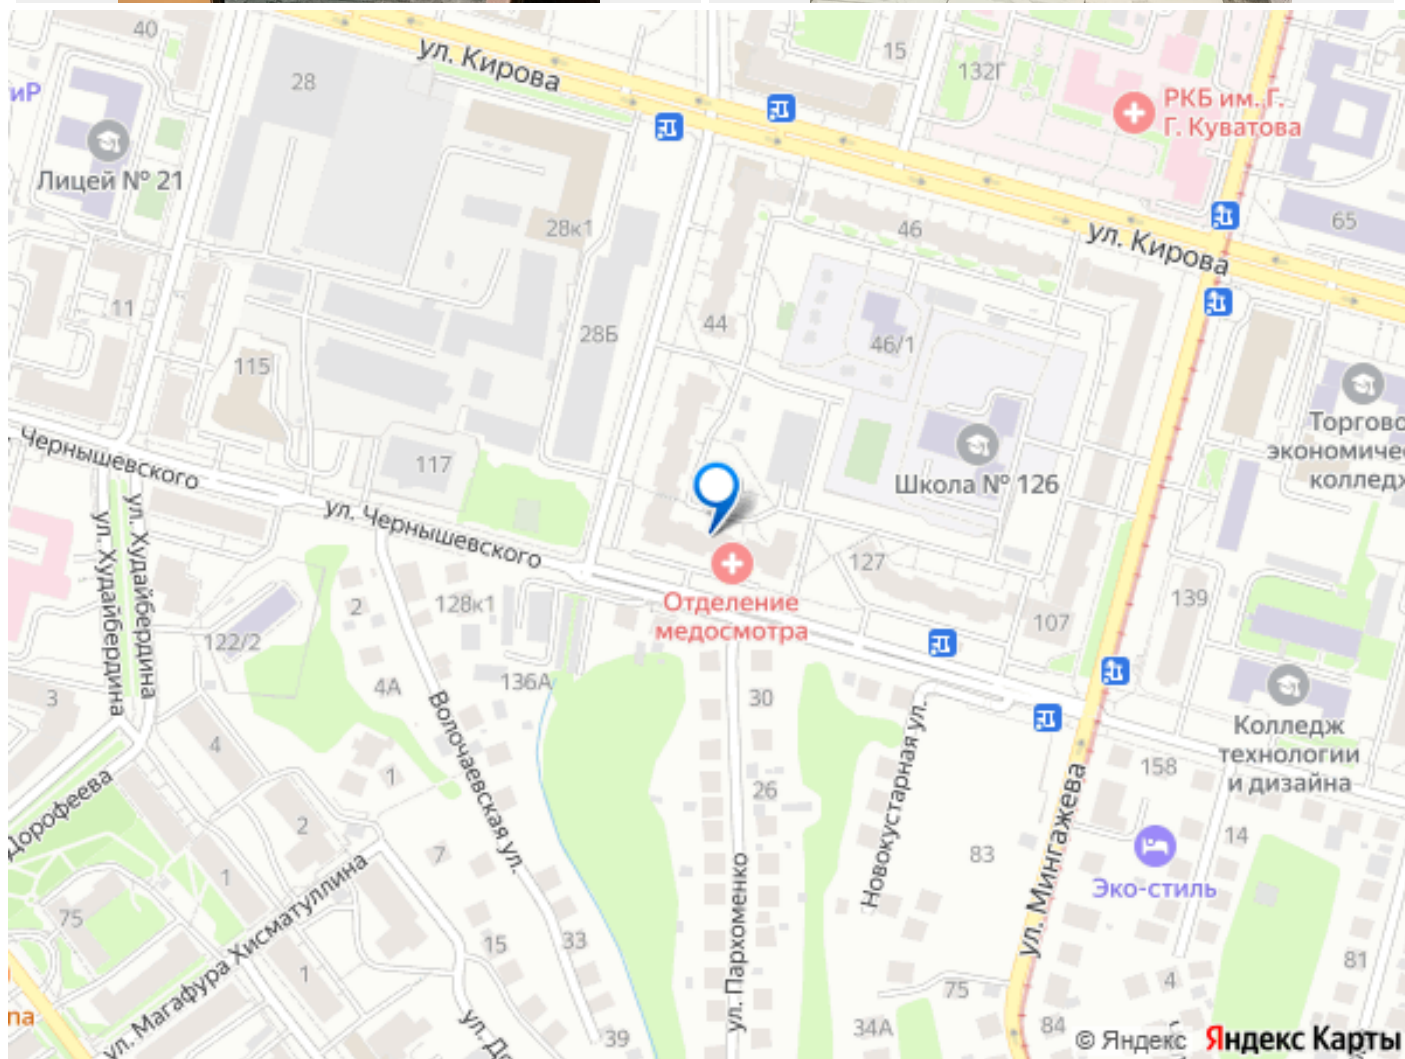 40
ул. Кирова
15
132Г
РКБ им. Г.
Г. Куватова
28
иР
Лицей № 21
28к1
46
ул. Кирова
65
11
28Б
44
46/1
115
Торгово
экономичес
колледж
117
Школа № 126
Чернышевского
ул. Чернышевского
ул. Худайбердина
ул. Худайбердина
127
Отделение
медосмотра
2
128к1
122/2
107
139
136А
4А
Волочаевская ул.
30
3
4
Новокустарная ул.
Колледж
технологии
и дизайна
158
1
26
Дорофеева
2
7
83
14
ул. Мингажева
Эко-стиль
1
75
ул. Магафура Хисматуллина
15
33
ул. Пархоменко
1
81
4
75
па
ул. До
39
34А
84
© Яндекс Яндекс Карты